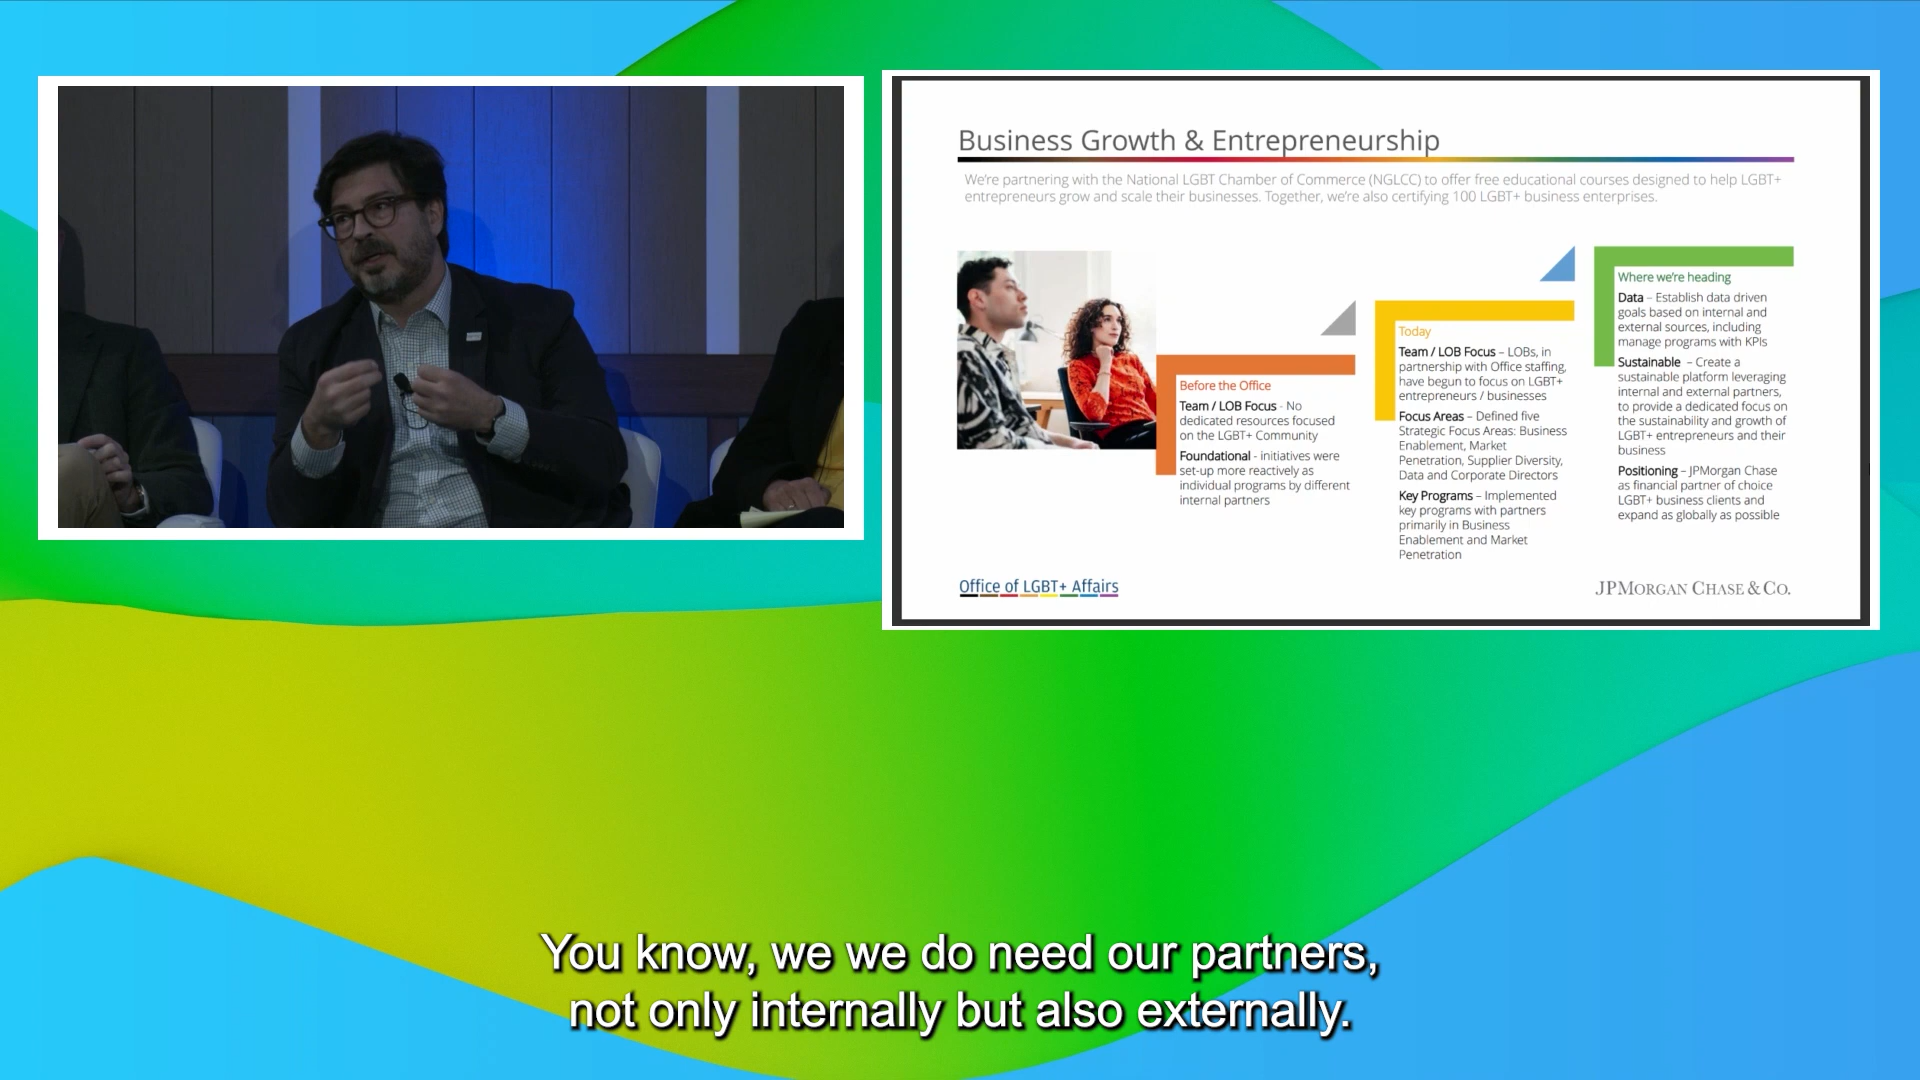 Business Growth & Entrepreneurship
We're partnering with the National LGBT Chamber of Commerce (NGLCC) to offer free educational courses designed to help LGBT+
entrepreneurs grow and scale their businesses. Together, we're also certifying 100 LGBT+ business enterprises.
Before the Office
Team / LOB Focus - No
dedicated resources focused
on the LGBT+ Community
Foundational - initiatives were
set-up more reactively as
individual programs by different
internal partners
Today
Team / LOB Focus – LOBs, in
partnership with Office staffing,
have begun to focus on LGBT+
entrepreneurs / businesses
Focus Areas – Defined five
Strategic Focus Areas: Business
Enablement, Market
Penetration, Supplier Diversity,
Data and Corporate Directors
Key Programs – Implemented
key programs with partners
primarily in Business
Enablement and Market
Penetration
Where we're heading
Data – Establish data driven
goals based on internal and
external sources, including
manage programs with KPIs
Sustainable – Create a
sustainable platform leveraging
internal and external partners,
to provide a dedicated focus on
the sustainability and growth of
LGBT+ entrepreneurs and their
business
Positioning – JPMorgan Chase
as financial partner of choice
LGBT+ business clients and
expand as globally as possible
Office of LGBT+ Affairs
JPMORGAN CHASE & CO.
You know, we we do need our partners,
not only internally but also externally.